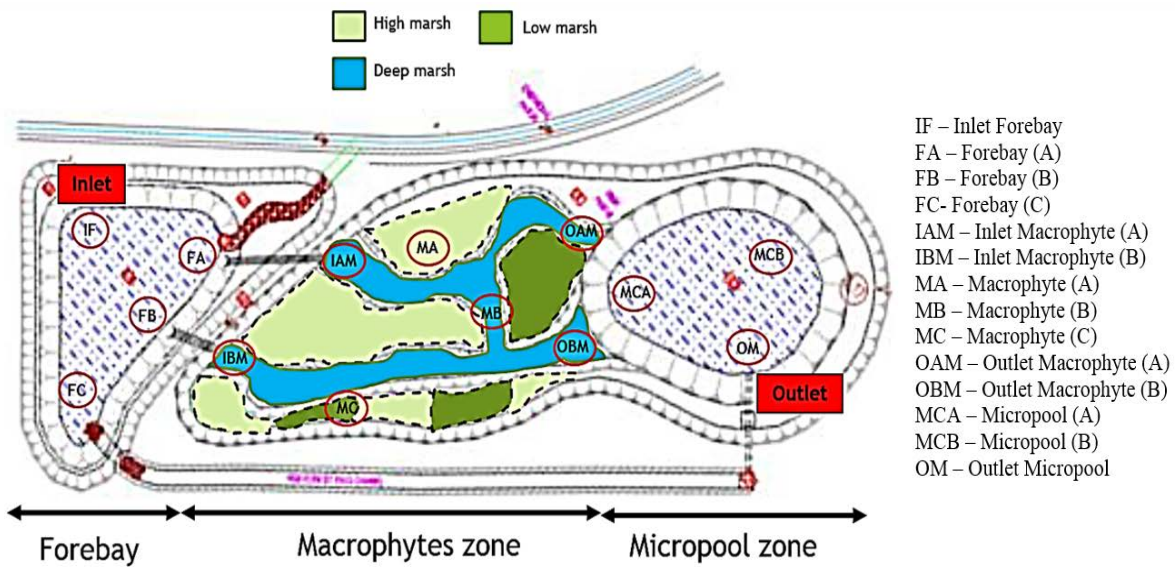 High marsh
Low marsh
Deep marsh
Inlet
IF
FA
FB
FC
IAM
IBM
MA
MB
MC
OAM
OBM
MCA
MCB
OM
Outlet
IF – Inlet Forebay
FA – Forebay (A)
FB – Forebay (B)
FC- Forebay (C)
IAM – Inlet Macrophyte (A)
IBM – Inlet Macrophyte (B)
MA – Macrophyte (A)
MB – Macrophyte (B)
MC – Macrophyte (C)
OAM – Outlet Macrophyte (A)
OBM – Outlet Macrophyte (B)
MCA – Micropool (A)
MCB – Micropool (B)
OM – Outlet Micropool
Forebay
Macrophytes zone
Micropool zone